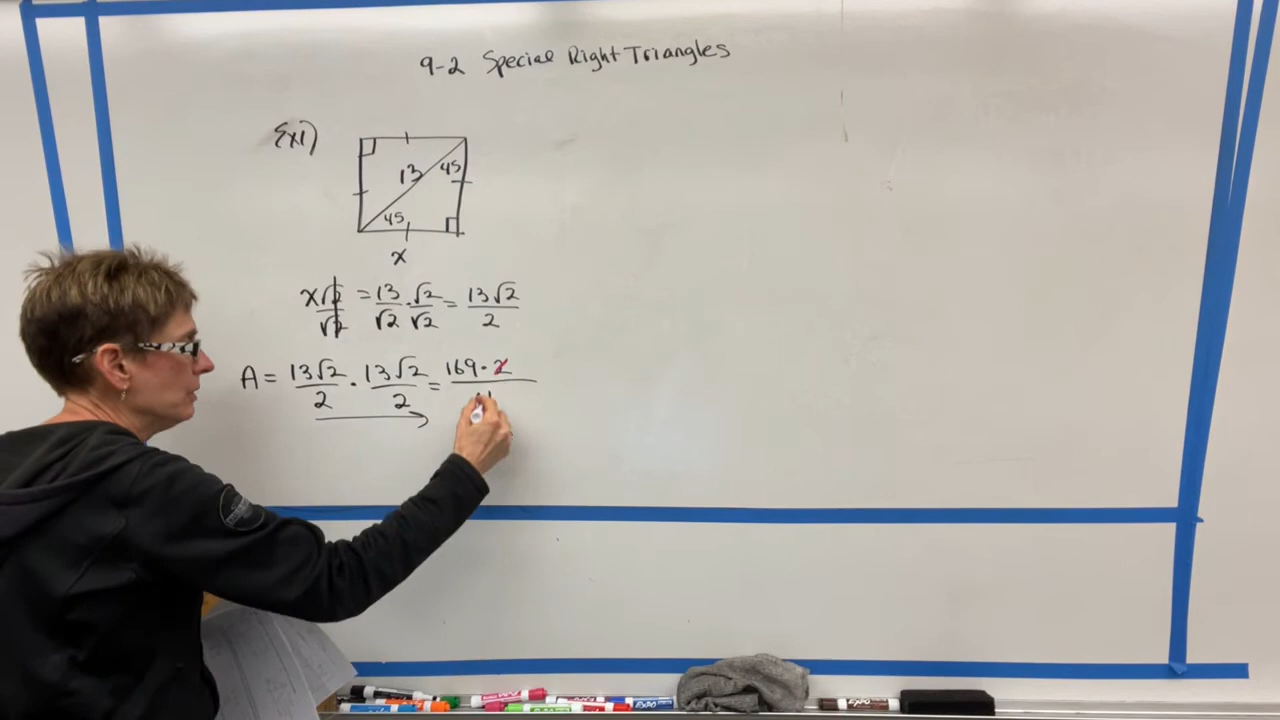 9-2 Special Right Triangles
Ex1)
13
45
45
x
x√2/√2 = 13/√2 · √2/√2 = 13√2/2
A = 13√2/2 · 13√2/2 = 169 · 2
EXPO